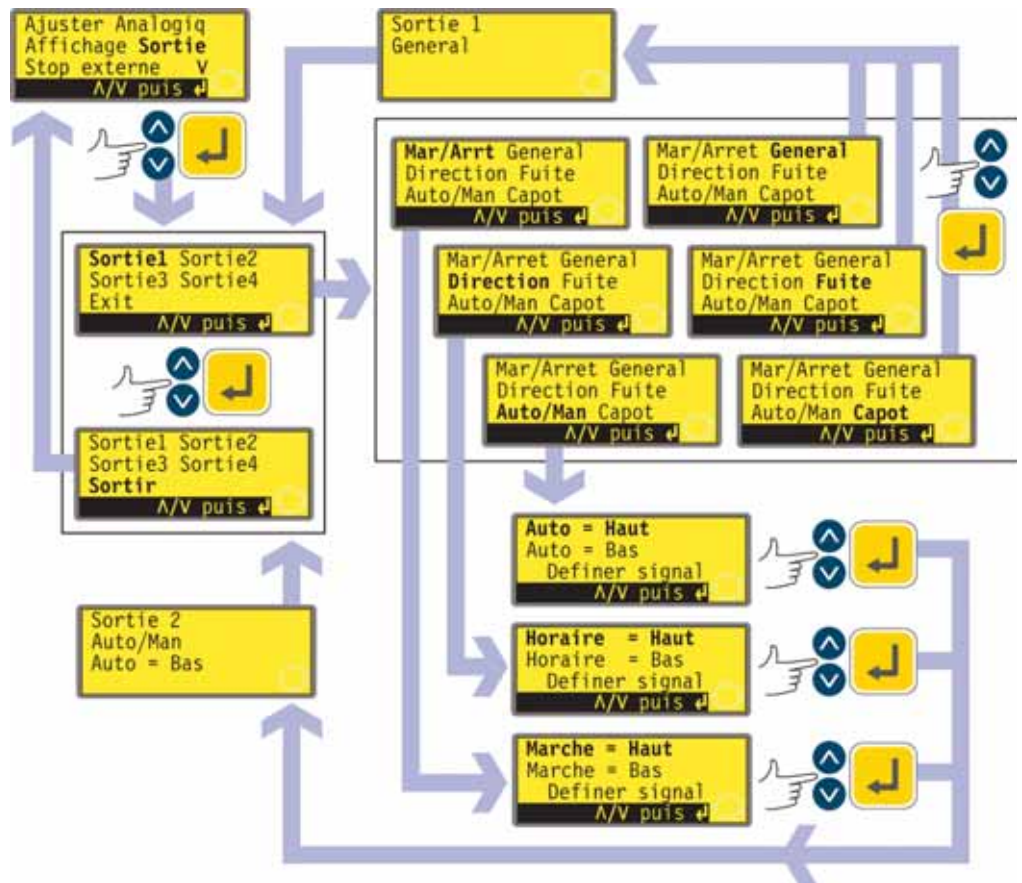 Ajuster Analogiq
Affichage Sortie
Stop externe V
Λ/V puis ↲
Sortie 1
General
Mar/Arrt General
Direction Fuite
Auto/Man Capot
Λ/V puis ↲
Mar/Arret General
Direction Fuite
Auto/Man Capot
Λ/V puis ↲
Sortie1 Sortie2
Sortie3 Sortie4
Exit
Λ/V puis ↲
Mar/Arret General
Direction Fuite
Auto/Man Capot
Λ/V puis ↲
Mar/Arret General
Direction Fuite
Auto/Man Capot
Λ/V puis ↲
Mar/Arret General
Direction Fuite
Auto/Man Capot
Λ/V puis ↲
Mar/Arret General
Direction Fuite
Auto/Man Capot
Λ/V puis ↲
Sortie1 Sortie2
Sortie3 Sortie4
Sortir
Λ/V puis ↲
Auto = Haut
Auto = Bas
Definer signal
Λ/V puis ↲
Sortie 2
Auto/Man
Auto = Bas
Horaire = Haut
Horaire = Bas
Definer signal
Λ/V puis ↲
Marche = Haut
Marche = Bas
Definer signal
Λ/V puis ↲